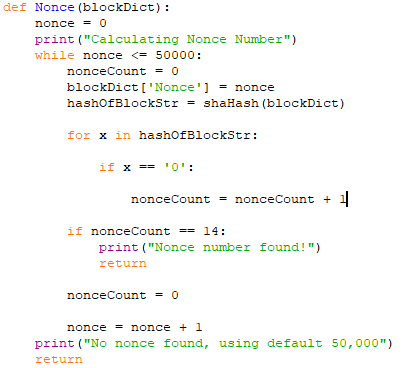 def Nonce(blockDict):
    nonce = 0
    print("Calculating Nonce Number")
    while nonce <= 50000:
        nonceCount = 0
        blockDict['Nonce'] = nonce
        hashOfBlockStr = shaHash(blockDict)
        for x in hashOfBlockStr:
            if x == '0':
                nonceCount = nonceCount + 1
        if nonceCount == 14:
            print("Nonce number found!")
            return
        nonceCount = 0
        nonce = nonce + 1
    print("No nonce found, using default 50,000")
    return